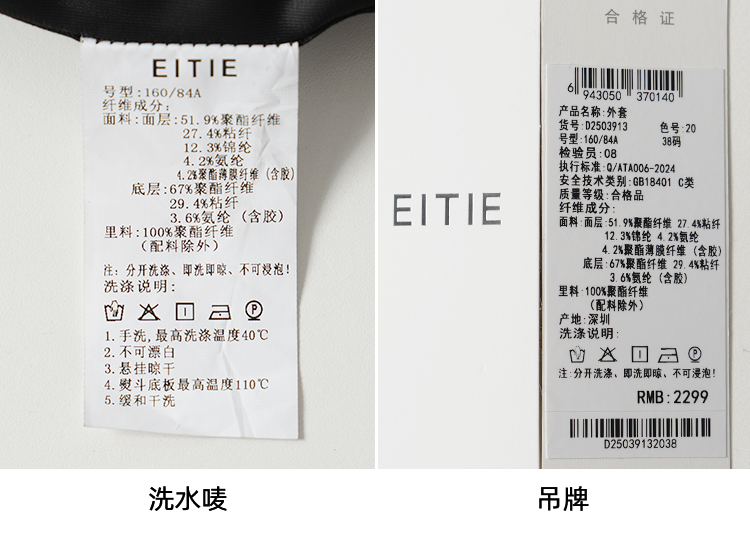 EITIE
号型:160/84A
纤维成分:
面料:面层:51.9%聚酯纤维
27.4%粘纤
12.3%锦纶
4.2%氨纶
4.2%聚酯薄膜纤维(含胶)
底层:67%聚酯纤维
29.4%粘纤
3.6%氨纶(含胶)
里料:100%聚酯纤维
(配料除外)
注:分开洗涤、即洗即晾、不可浸泡!
洗涤说明:
1.手洗,最高洗涤温度40℃
2.不可漂白
3.悬挂晾干
4.熨斗底板最高温度110℃
5.缓和干洗
洗水唛
EITIE
合格证
6 943050 370140
产品名称:外套
货号:D2503913 色号:20
号型:160/84A 38码
检验员:08
执行标准:Q/ATA006-2024
安全技术类别:GB18401 C类
质量等级:合格品
纤维成分:
面料:面层:51.9%聚酯纤维 27.4%粘纤
12.3%锦纶 4.2%氨纶
4.2%聚酯薄膜纤维(含胶)
底层:67%聚酯纤维 29.4%粘纤
3.6%氨纶(含胶)
里料:100%聚酯纤维
(配料除外)
产地:深圳
洗涤说明:
注:分开洗涤、即洗即晾、不可浸泡!
RMB:2299
D25039132038
吊牌